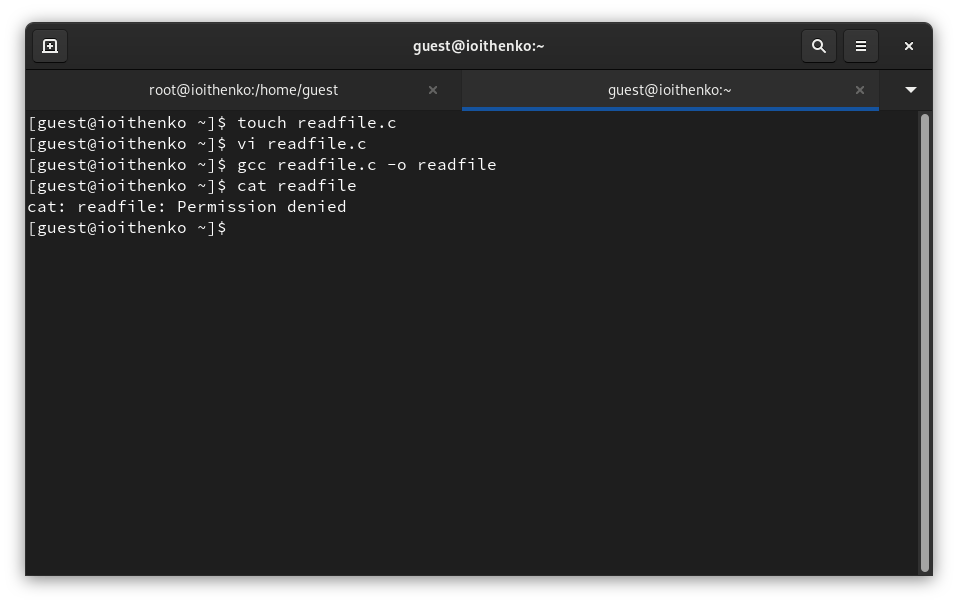 guest@ioithenko:~
root@ioithenko:/home/guest
guest@ioithenko:~
[guest@ioithenko ~]$ touch readfile.c
[guest@ioithenko ~]$ vi readfile.c
[guest@ioithenko ~]$ gcc readfile.c -o readfile
[guest@ioithenko ~]$ cat readfile
cat: readfile: Permission denied
[guest@ioithenko ~]$